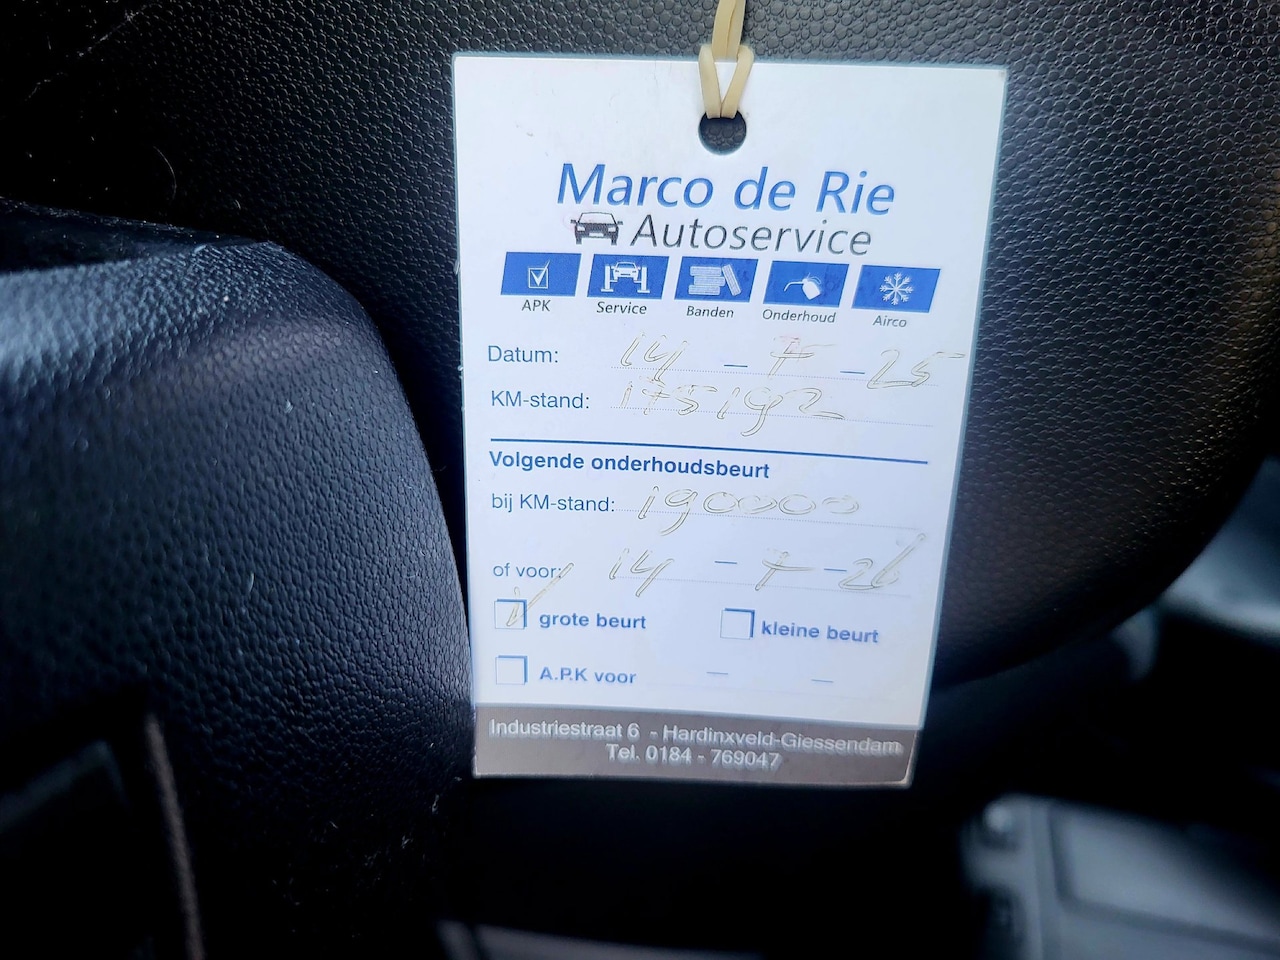 Marco de Rie
Autoservice
APK Service Banden Onderhoud Airco
Datum: 14 - 7 - 25
KM-stand: 175192
Volgende onderhoudsbeurt
bij KM-stand: 190000
of voor: 14 - 7 - 26
grote beurt kleine beurt
A.P.K voor - -
Industriestraat 6 - Hardinxveld-Giessendam
Tel. 0184 - 769047